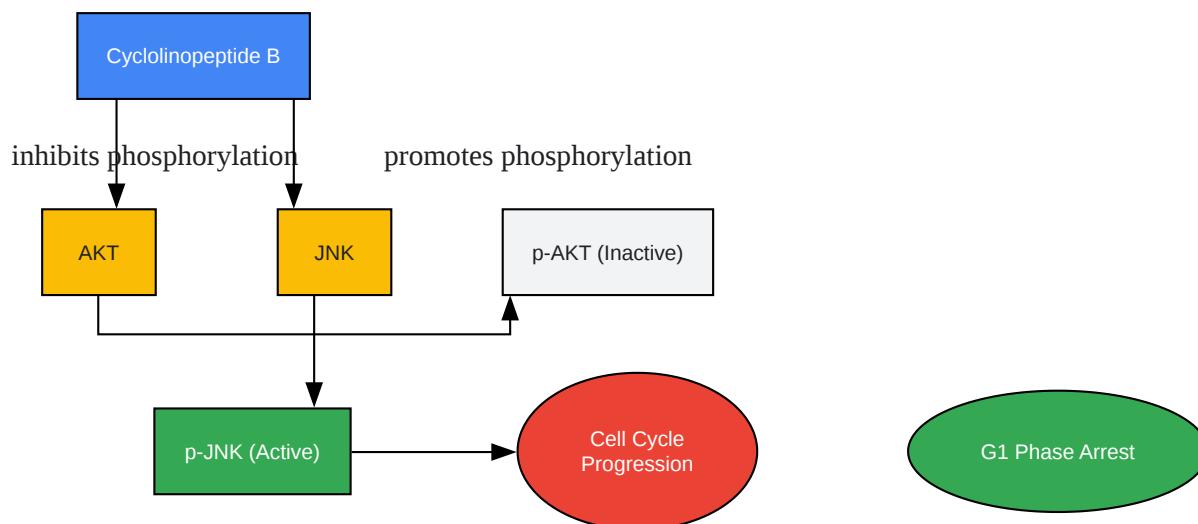 Cyclolinopeptide B
inhibits phosphorylation
promotes phosphorylation
AKT
JNK
p-AKT (Inactive)
p-JNK (Active)
Cell Cycle
Progression
G1 Phase Arrest